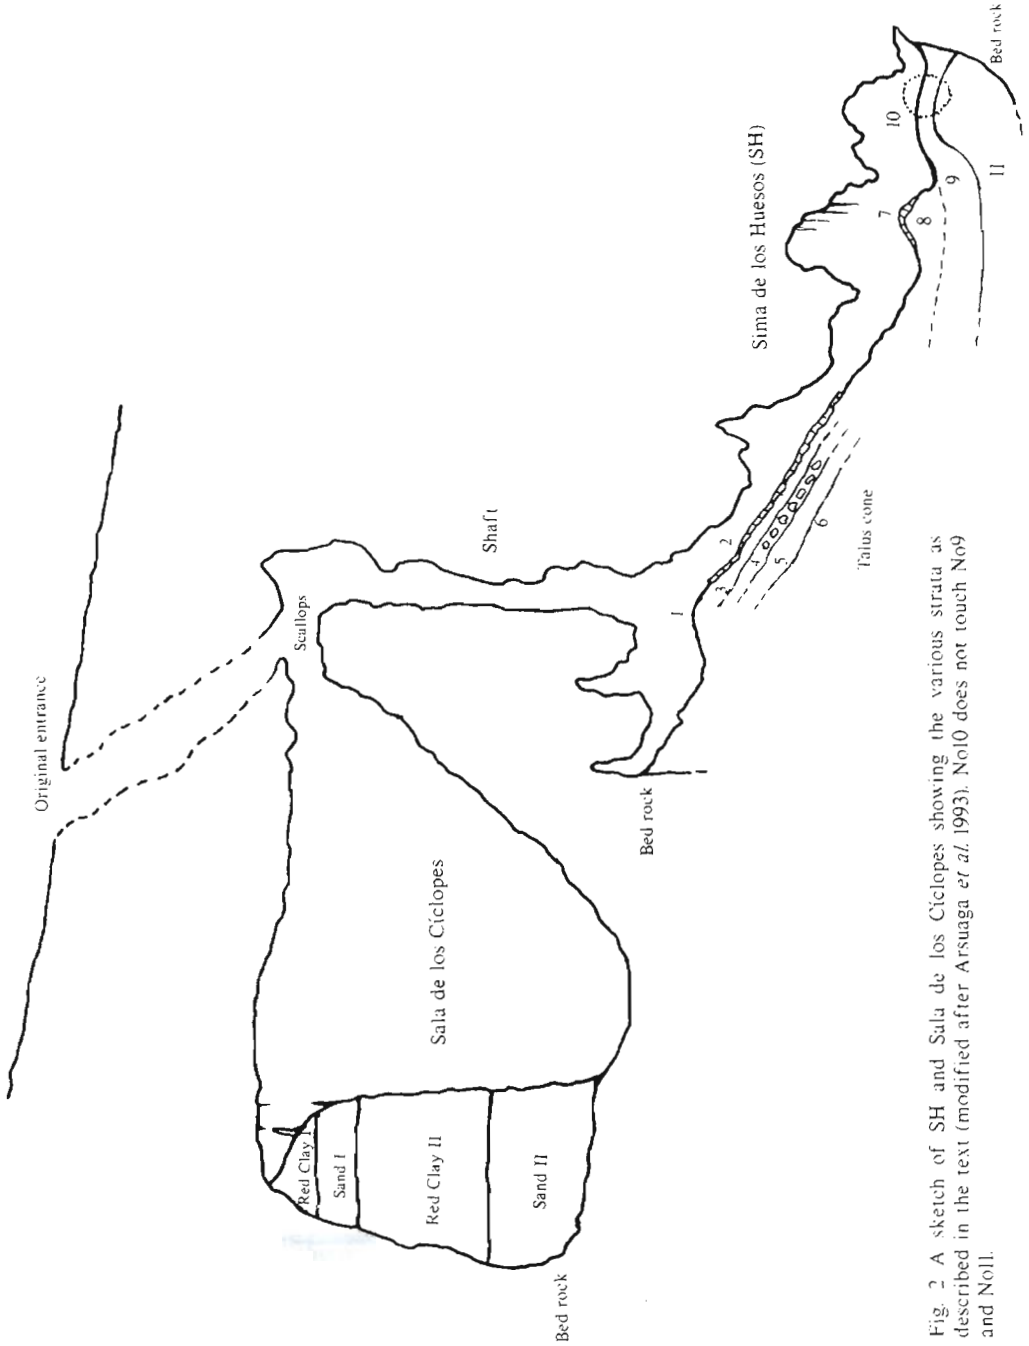 Original entrance
Scallops
Shaft
Sima de los Huesos (SH)
Sala de los Cíclopes
Red Clay I
Sand I
Red Clay II
Sand II
Bed rock
Bed rock
Bed rock
Talus cone
1
2
3
4
5
6
7
8
9
10
11
Fig. 2 A sketch of SH and Sala de los Cíclopes showing the various strata as
described in the text (modified after Arsuaga et al. 1993). No10 does not touch No9
and No11.